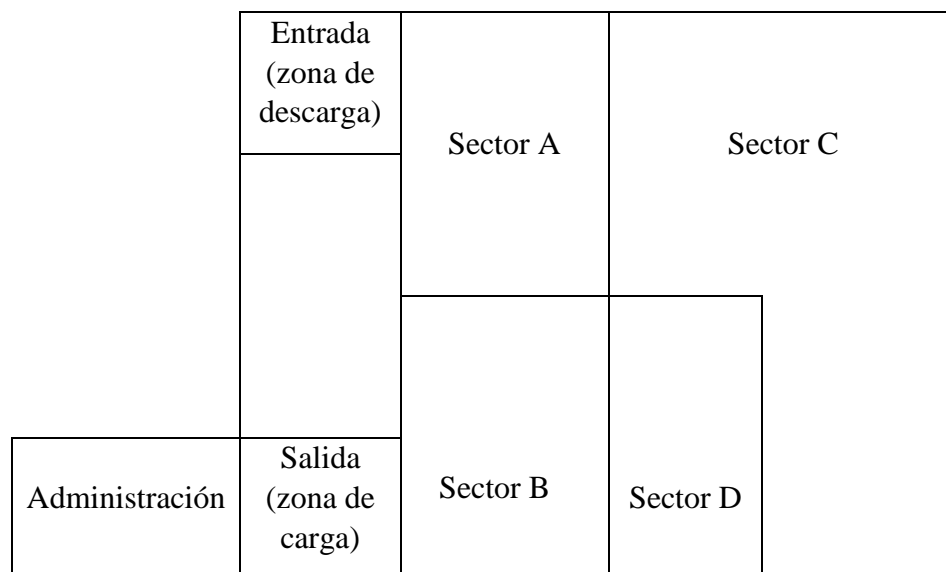 Entrada
(zona de
descarga)
Sector A
Sector C
Administración
Salida
(zona de
carga)
Sector B
Sector D